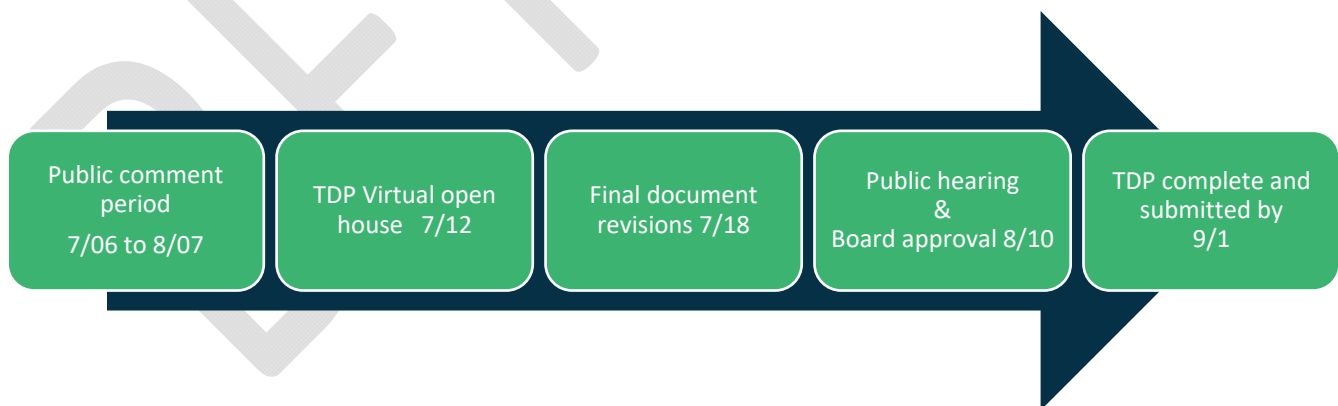 Public comment
period
7/06 to 8/07
TDP Virtual open
house 7/12
Final document
revisions 7/18
Public hearing
&
Board approval 8/10
TDP complete and
submitted by
9/1